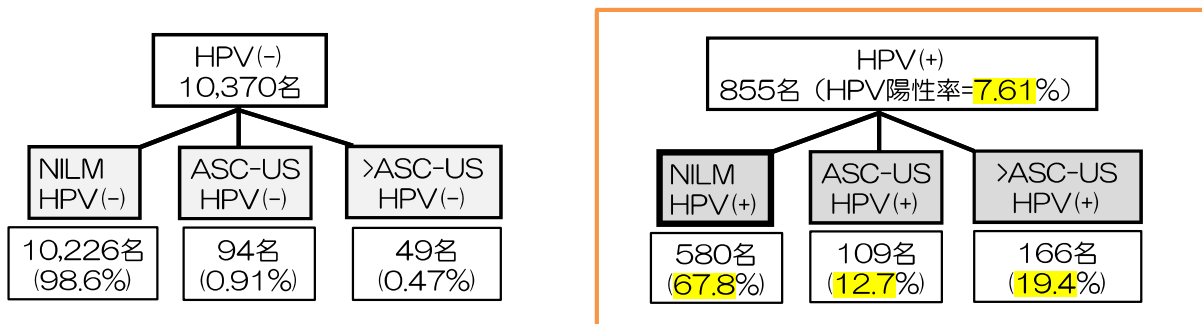 HPV(-)
10,370名
NILM
HPV(-)
ASC-US
HPV(-)
>ASC-US
HPV(-)
10,226名
(98.6%)
94名
(0.91%)
49名
(0.47%)
HPV(+)
855名（HPV陽性率=7.61%）
NILM
HPV(+)
ASC-US
HPV(+)
>ASC-US
HPV(+)
580名
(67.8%)
109名
(12.7%)
166名
(19.4%)